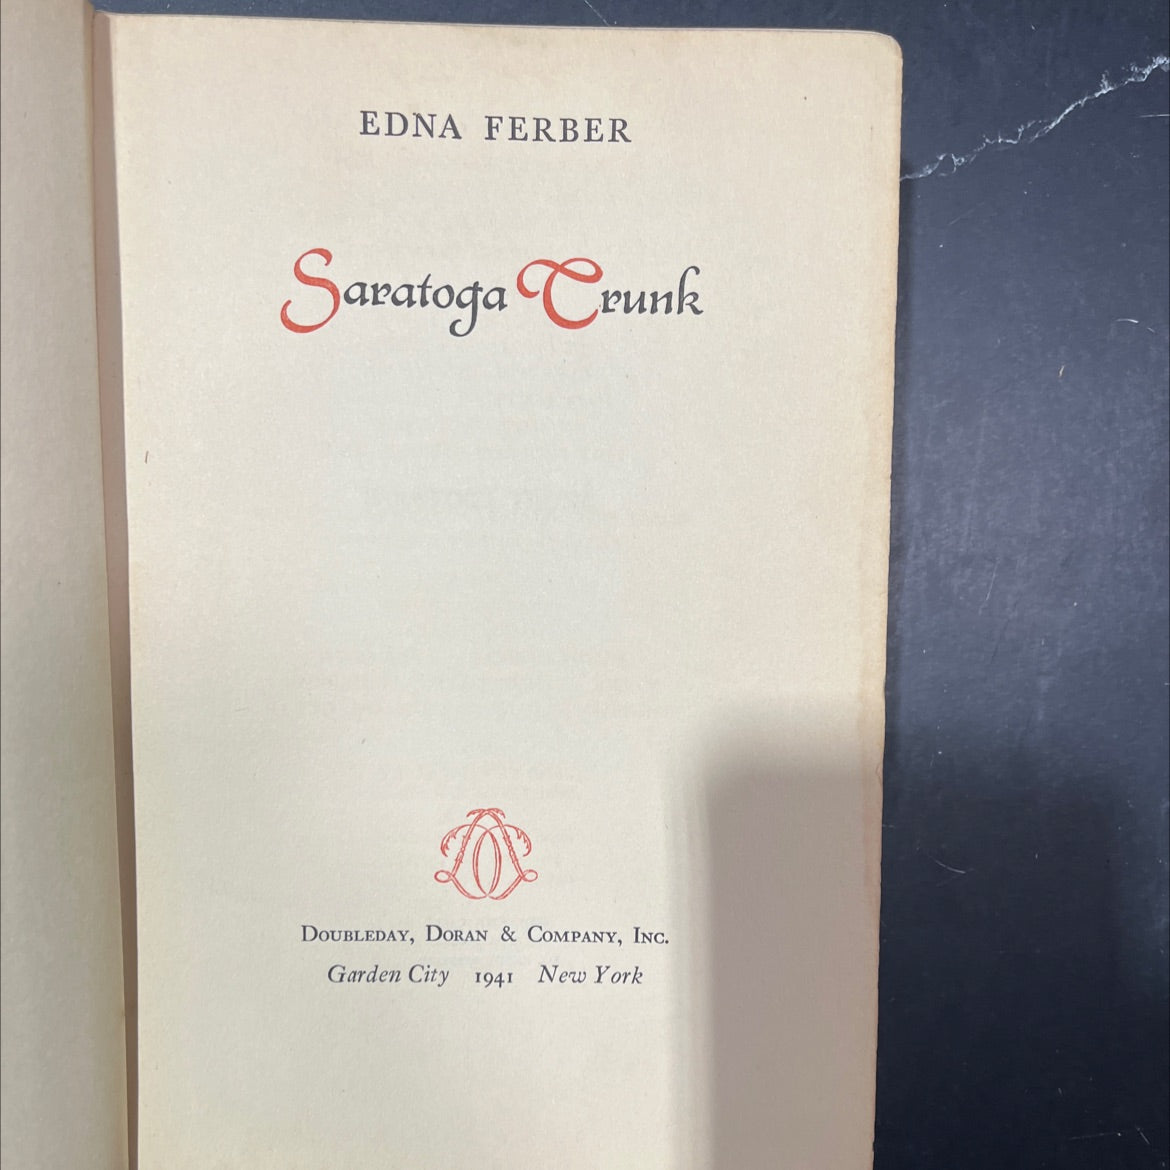 EDNA FERBER
Saratoga Trunk
Doubleday, Doran & Company, Inc.
Garden City 1941 New York